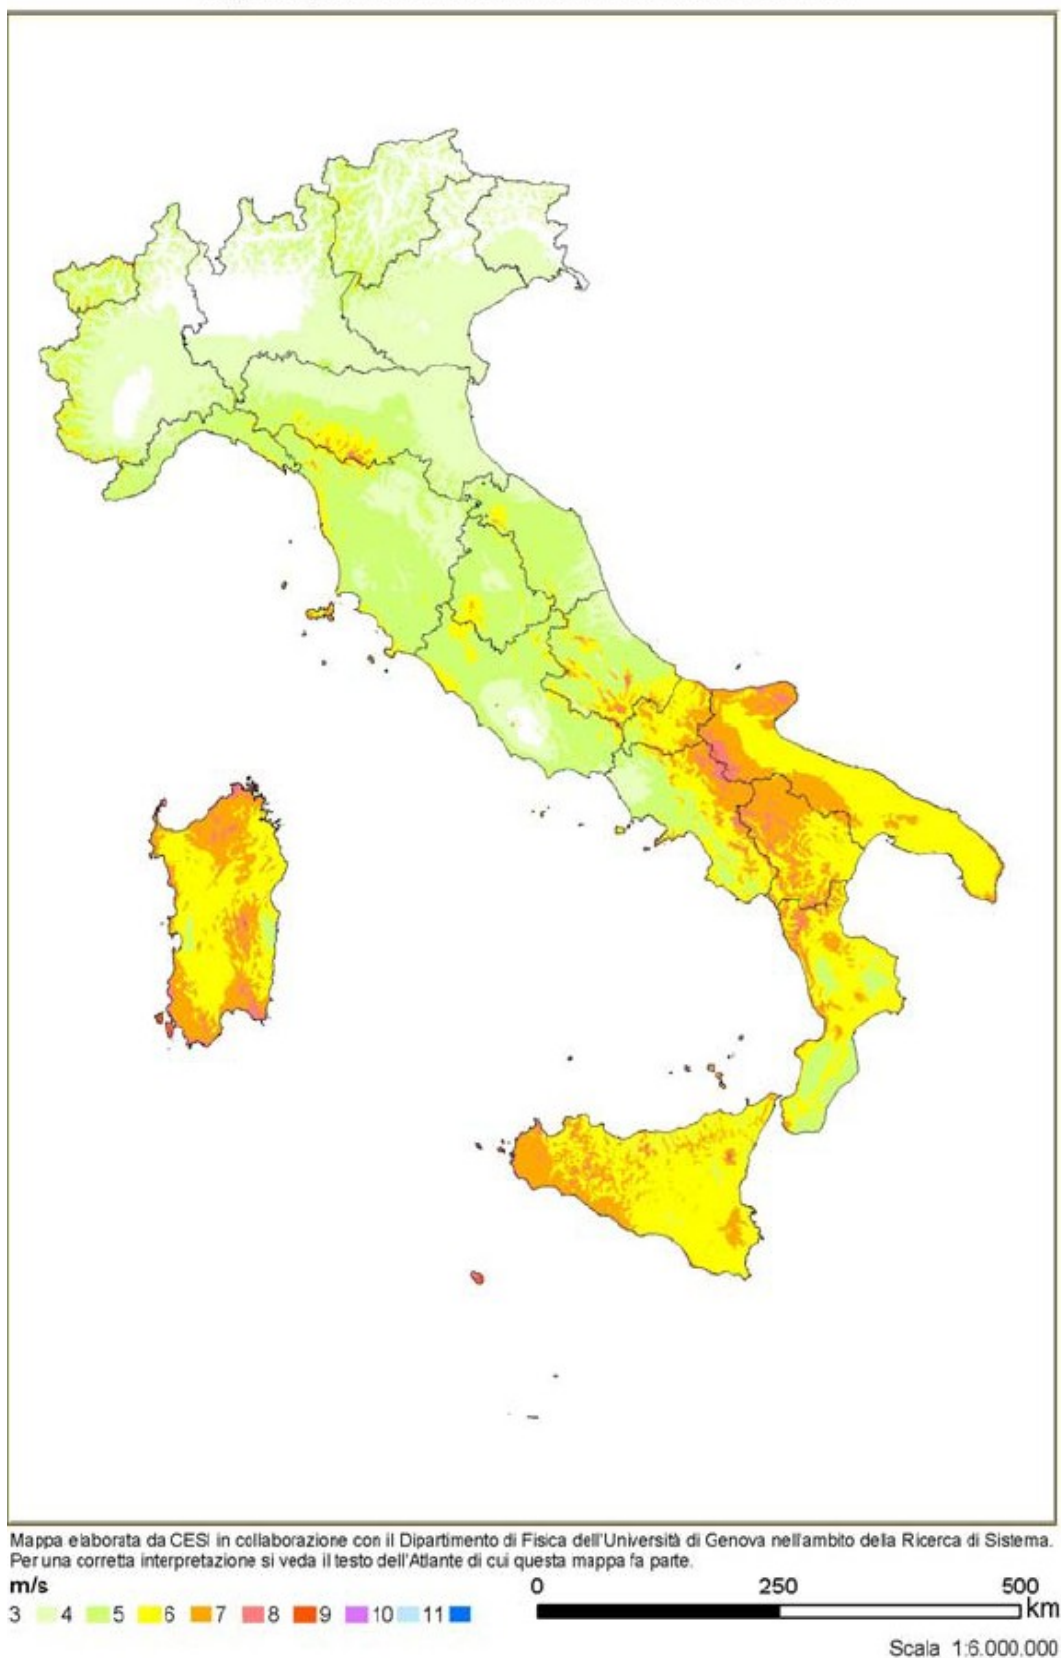 Mappa elaborata da CESI in collaborazione con il Dipartimento di Fisica dell'Università di Genova nell'ambito della Ricerca di Sistema.
Per una corretta interpretazione si veda il testo dell'Atlante di cui questa mappa fa parte.
m/s
3 4 5 6 7 8 9 10 11
0 250 500
km
Scala 1:6.000.000